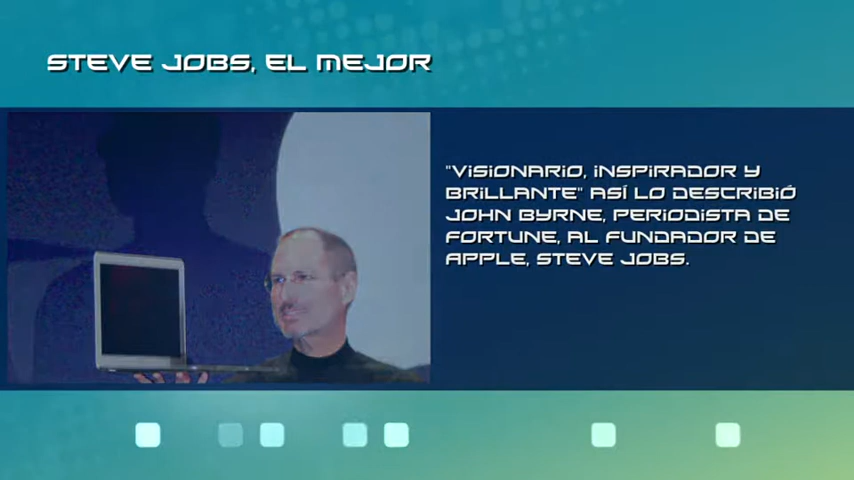 STEVE JOBS, EL MEJOR
"VISIONARIO, INSPIRADOR Y
BRILLANTE" ASÍ LO DESCRIBIÓ
JOHN BYRNE, PERIODISTA DE
FORTUNE, AL FUNDADOR DE
APPLE, STEVE JOBS.